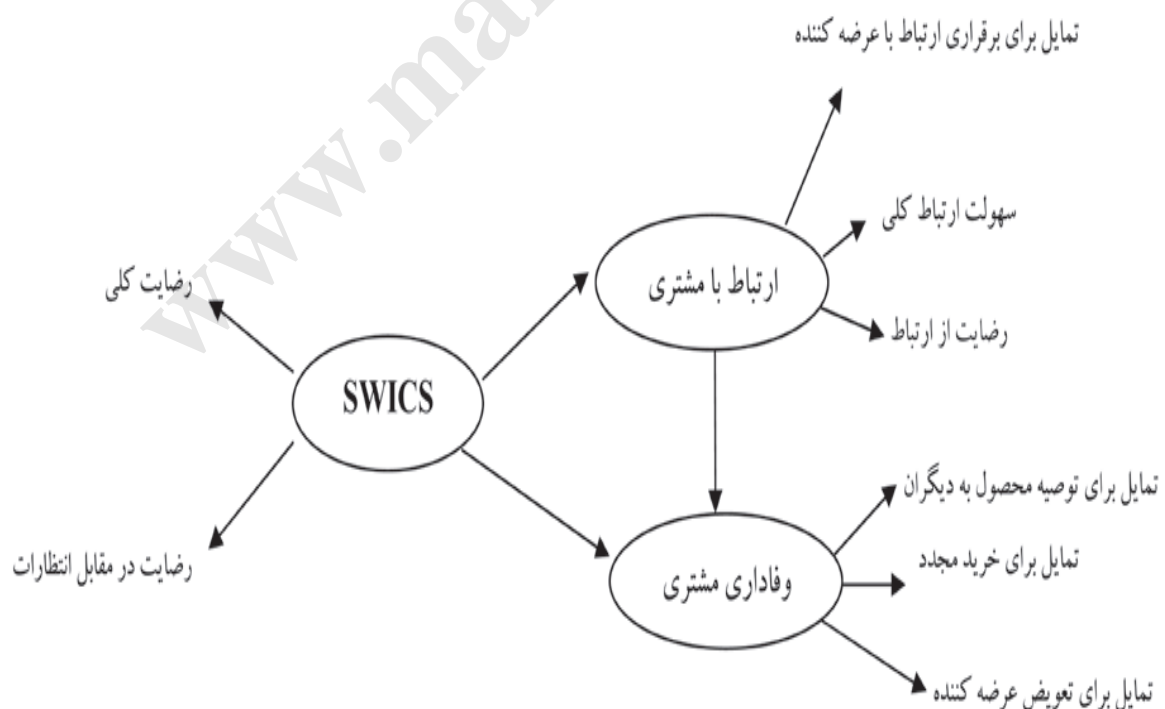 تمایل برای برقراری ارتباط با عرضه کننده
سهولت ارتباط کلی
ارتباط با مشتری
رضایت کلی
رضایت از ارتباط
SWICS
تمایل برای توصیه محصول به دیگران
تمایل برای خرید مجدد
رضایت در مقابل انتظارات
وفاداری مشتری
تمایل برای تعویض عرضه کننده
www.ma